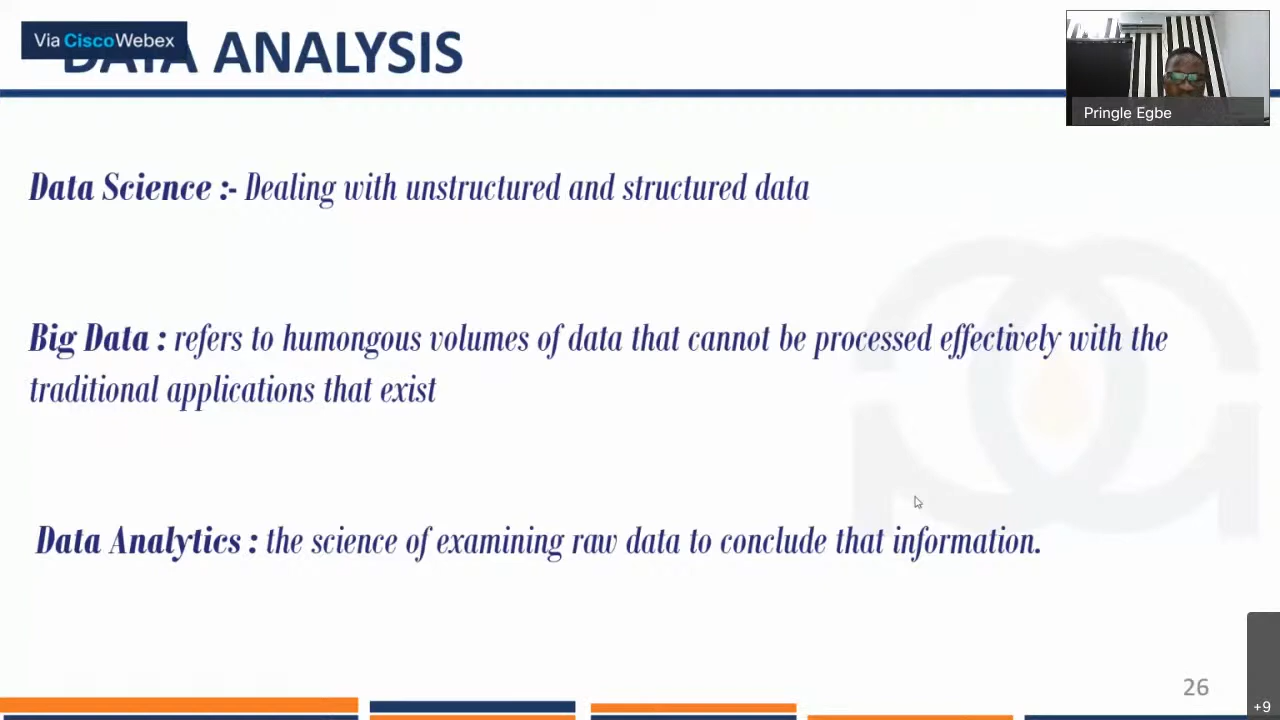 Via Cisco Webex
DATA ANALYSIS
Pringle Egbe
Data Science :- Dealing with unstructured and structured data
Big Data : refers to humongous volumes of data that cannot be processed effectively with the
traditional applications that exist
Data Analytics : the science of examining raw data to conclude that information.
26
+9